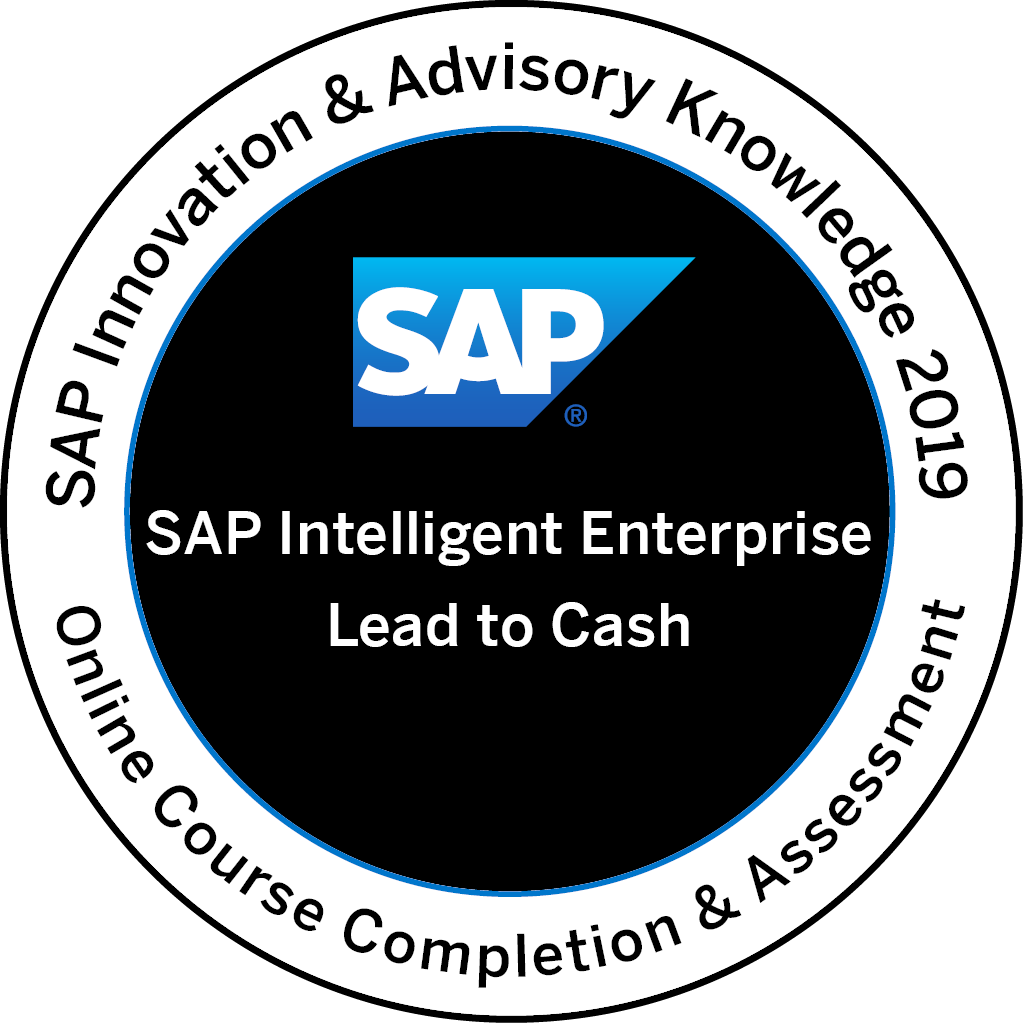 SAP Innovation & Advisory Knowledge 2019
SAP
®
SAP Intelligent Enterprise
Lead to Cash
Online Course Completion & Assessment